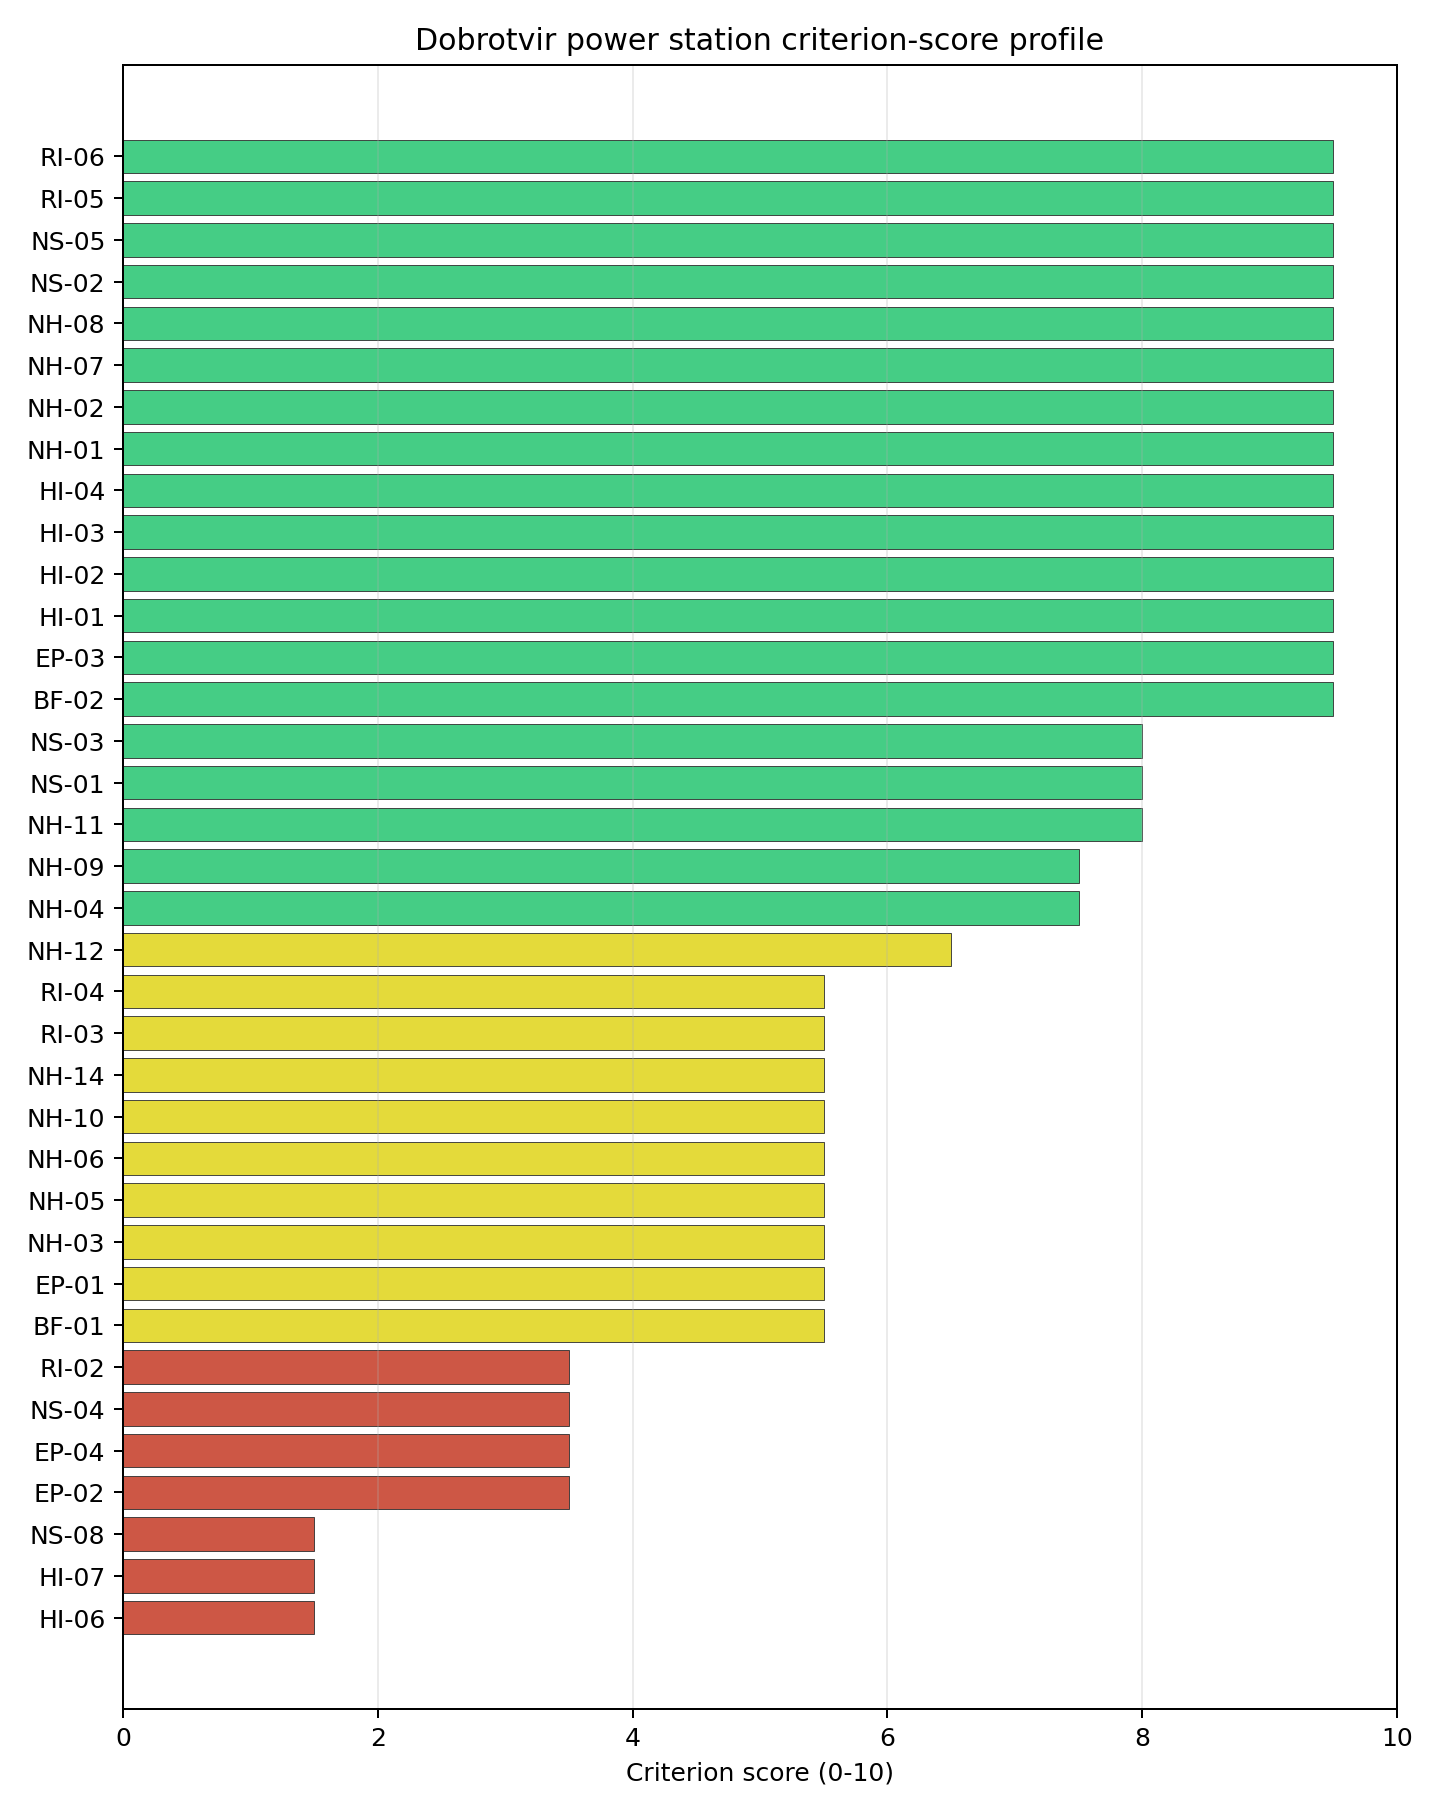 Dobrotvir power station criterion-score profile
RI-06
RI-05
NS-05
NS-02
NH-08
NH-07
NH-02
NH-01
HI-04
HI-03
HI-02
HI-01
EP-03
BF-02
NS-03
NS-01
NH-11
NH-09
NH-04
NH-12
RI-04
RI-03
NH-14
NH-10
NH-06
NH-05
NH-03
EP-01
BF-01
RI-02
NS-04
EP-04
EP-02
NS-08
HI-07
HI-06
0 2 4 6 8 10
Criterion score (0-10)